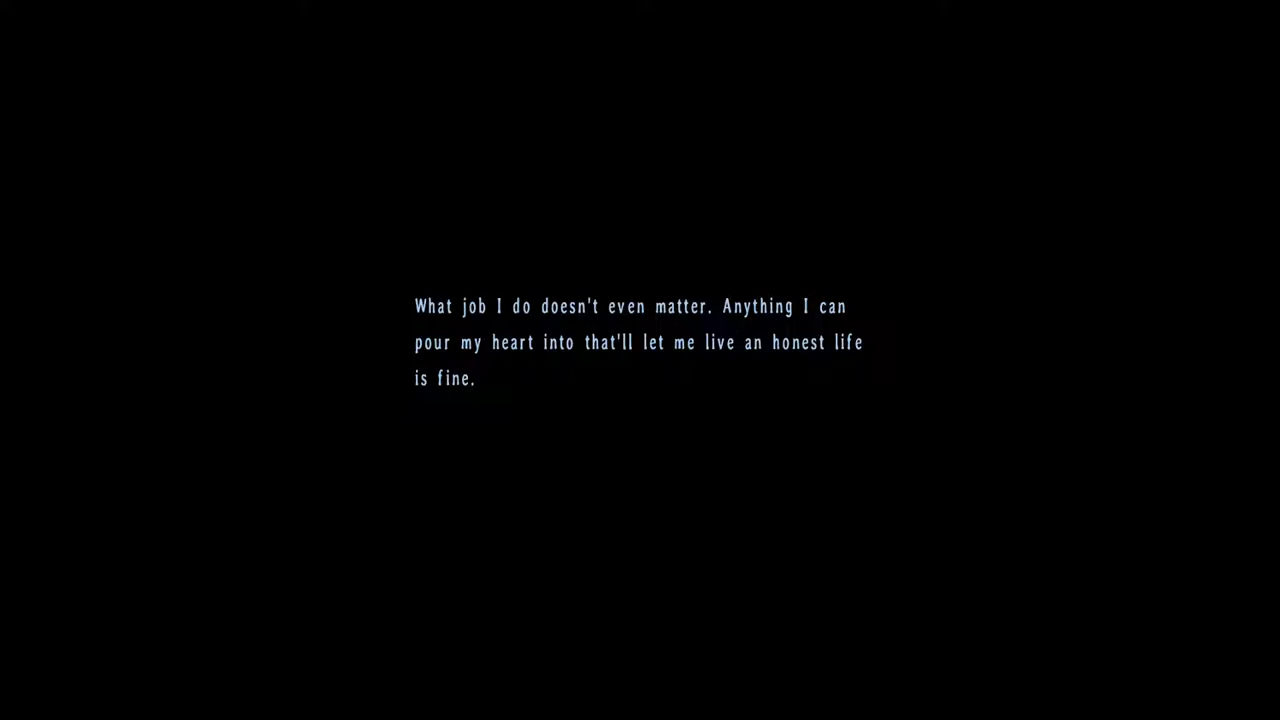 What job I do doesn't even matter. Anything I can
pour my heart into that'll let me live an honest life
is fine.